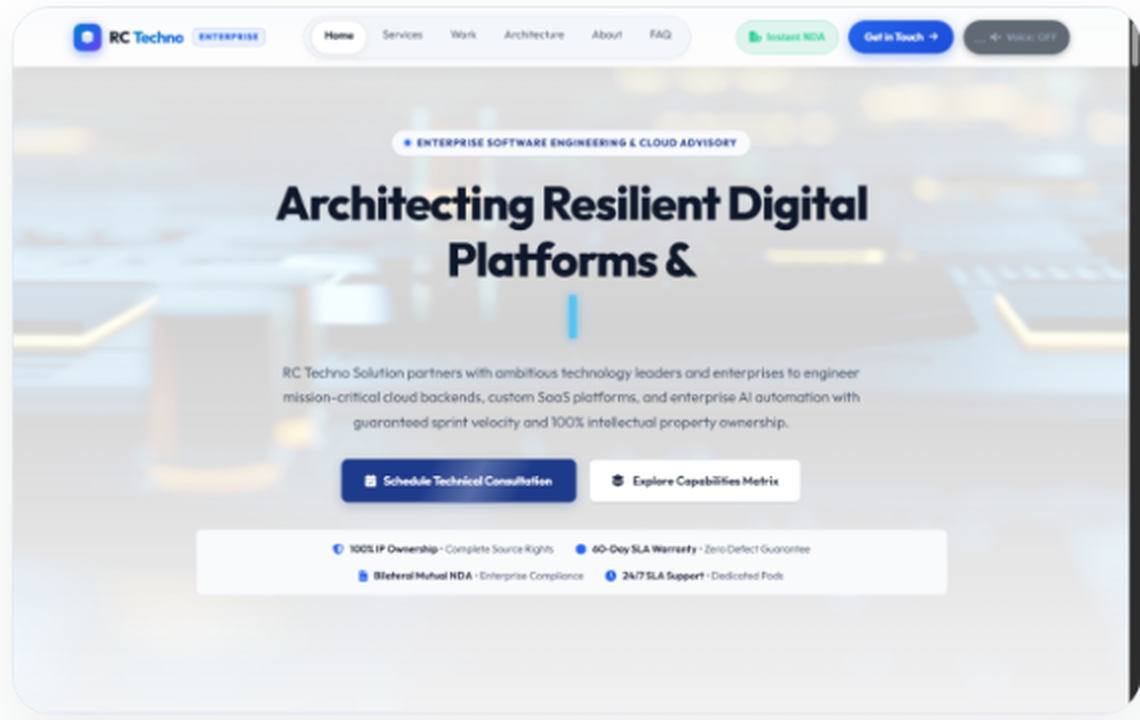 RC Techno ENTERPRISE Home Services Work Architecture About FAQ Instant NDA Get in Touch → Voice: OFF
ENTERPRISE SOFTWARE ENGINEERING & CLOUD ADVISORY
Architecting Resilient Digital
Platforms &
RC Techno Solution partners with ambitious technology leaders and enterprises to engineer
mission-critical cloud backends, custom SaaS platforms, and enterprise AI automation with
guaranteed sprint velocity and 100% intellectual property ownership.
Schedule Technical Consultation Explore Capabilities Matrix
100% IP Ownership • Complete Source Rights 60-Day SLA Warranty • Zero Defect Guarantee
Bilateral Mutual NDA • Enterprise Compliance 24/7 SLA Support • Dedicated Pods